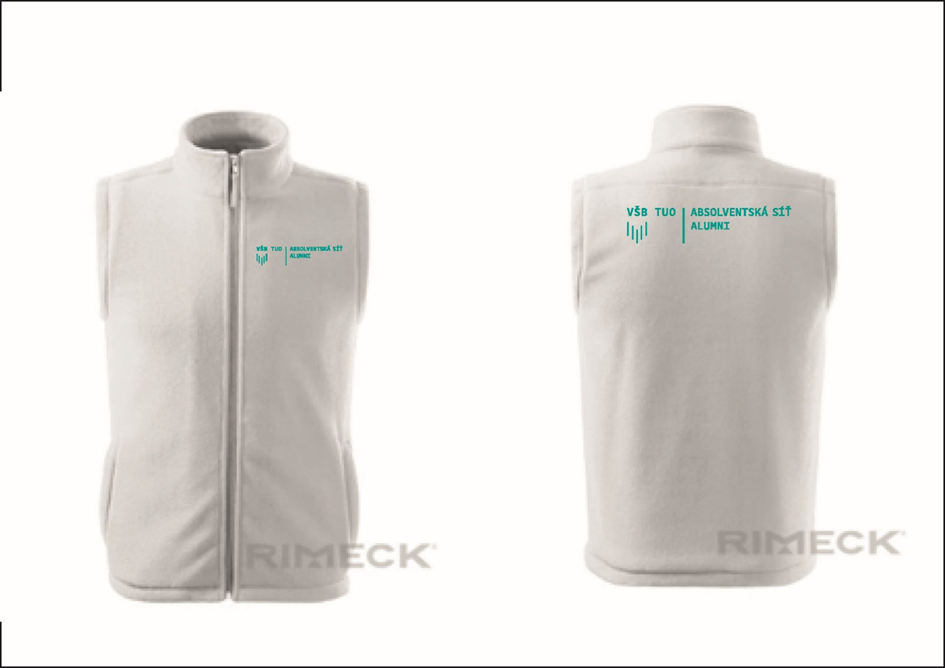 VŠB TUO
ABSOLVENTSKÁ SÍŤ
ALUMNI
RIMECK
VŠB TUO
ABSOLVENTSKÁ SÍŤ
ALUMNI
RIMECK